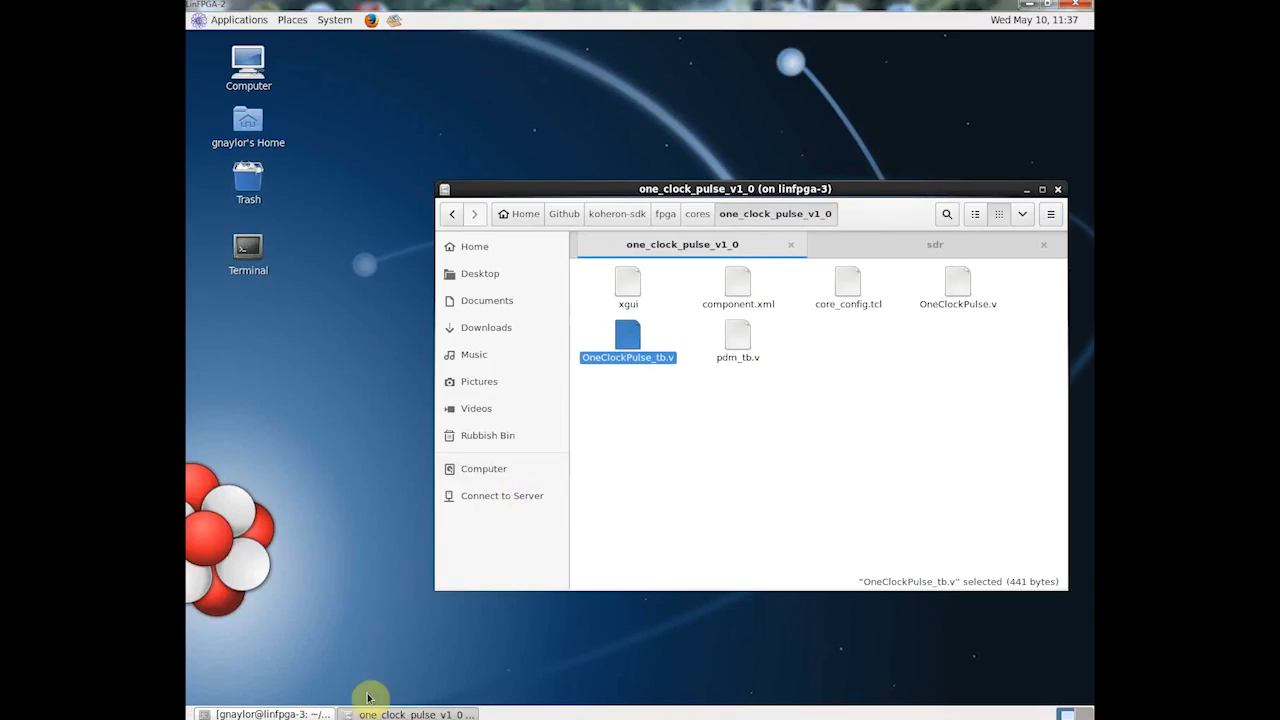 LinFPGA-2
Applications Places System
Wed May 10, 11:37
Computer
gnaylor's Home
Trash
Terminal
one_clock_pulse_v1_0 (on linfpga-3)
Home Github koheron-sdk fpga cores one_clock_pulse_v1_0
one_clock_pulse_v1_0 sdr
Home
Desktop
Documents
Downloads
Music
Pictures
Videos
Rubbish Bin
Computer
Connect to Server
xgui component.xml core_config.tcl OneClockPulse.v
OneClockPulse_tb.v pdm_tb.v
"OneClockPulse_tb.v" selected (441 bytes)
[gnaylor@linfpga-3: ~/... one_clock_pulse_v1_0 ...